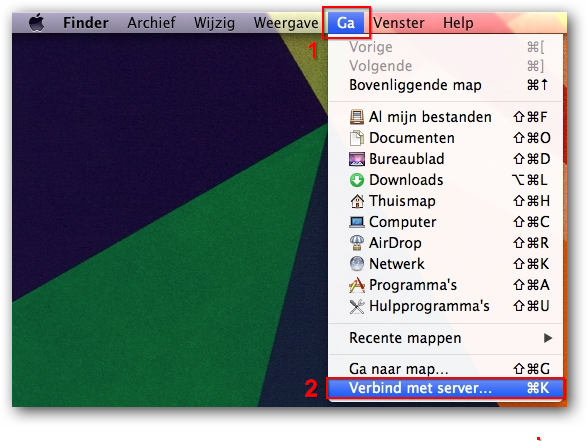 Finder Archief Wijzig Weergave Ga Venster Help
1
Vorige ⌘[
Volgende ⌘]
Bovenliggende map ⌘↑
Al mijn bestanden ⇧⌘F
Documenten ⇧⌘O
Bureaublad ⇧⌘D
Downloads ⌥⌘L
Thuismap ⇧⌘H
Computer ⇧⌘C
AirDrop ⇧⌘R
Netwerk ⇧⌘K
Programma's ⇧⌘A
Hulpprogramma's ⇧⌘U
Recente mappen ▶
Ga naar map... ⇧⌘G
2 Verbind met server... ⌘K